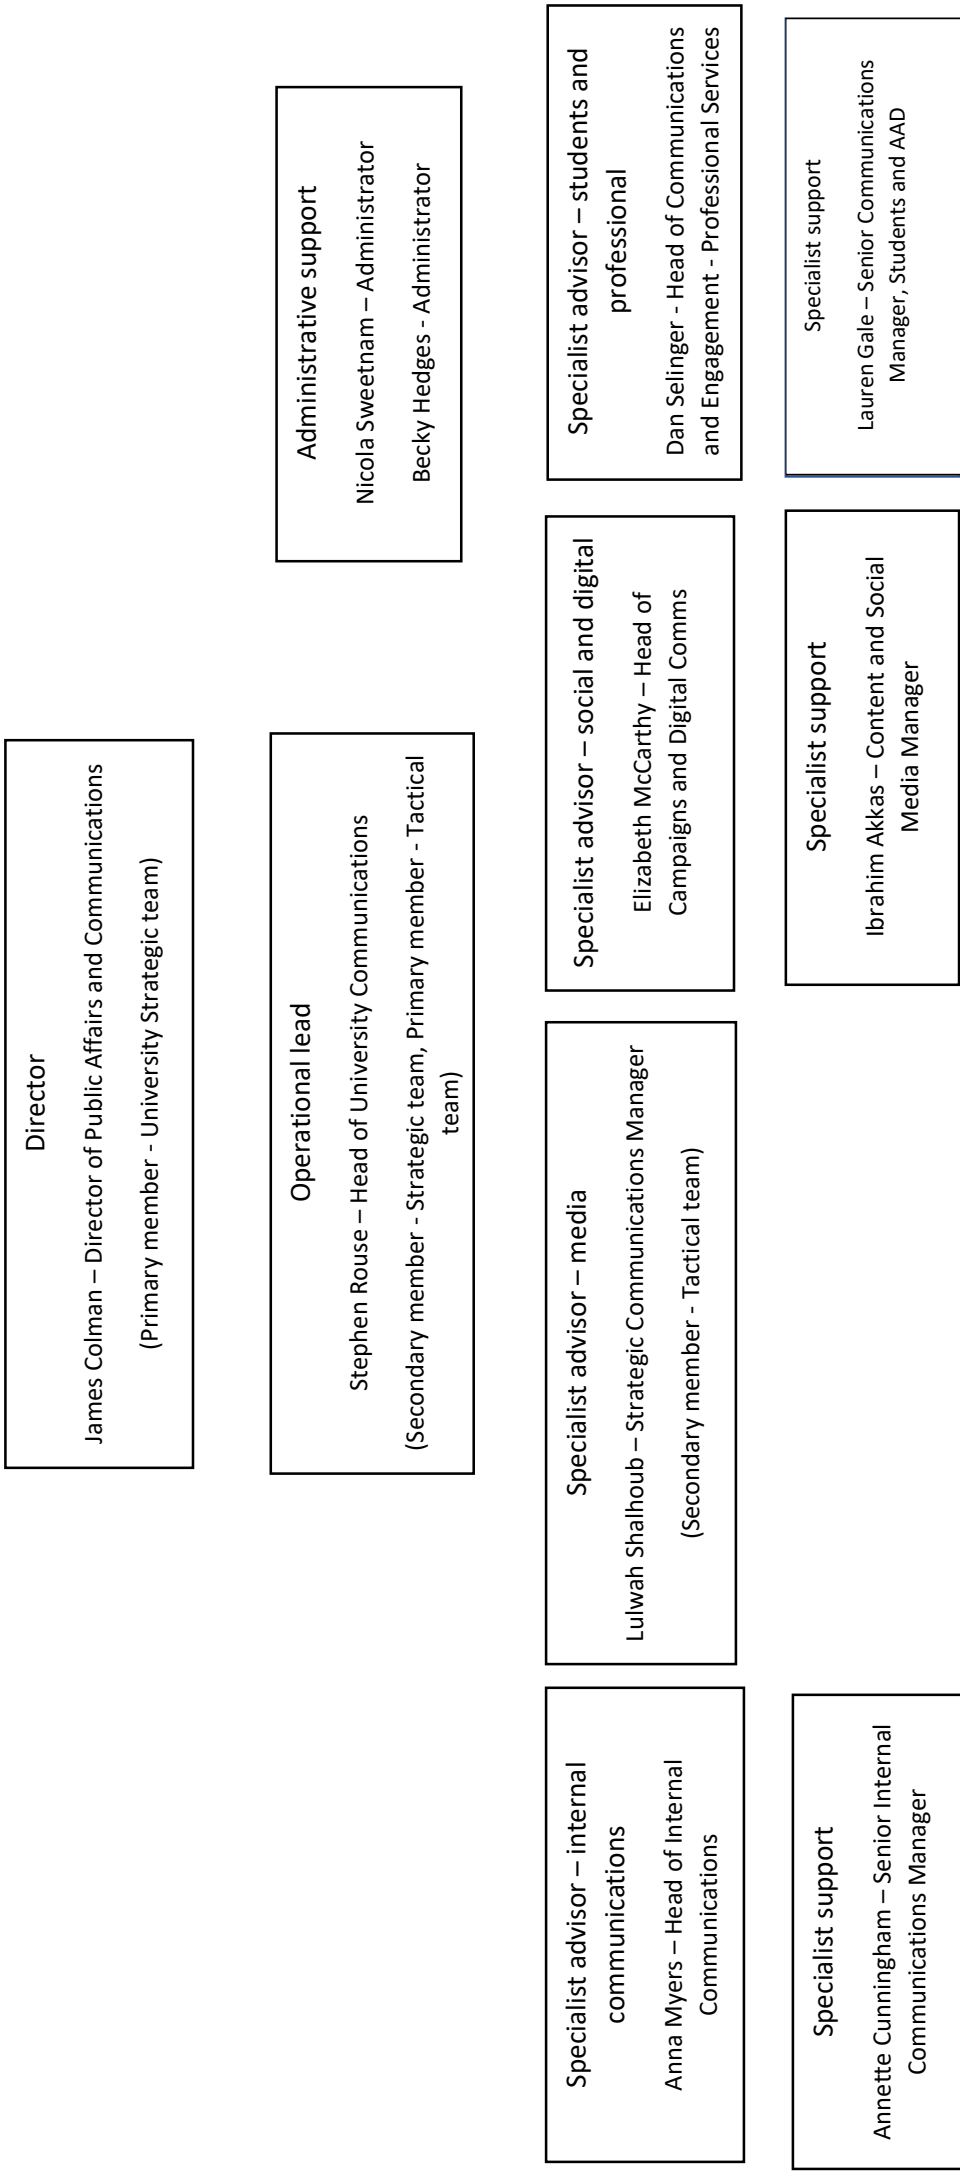 Director
James Colman – Director of Public Affairs and Communications
(Primary member - University Strategic team)
Operational lead
Stephen Rouse – Head of University Communications
(Secondary member - Strategic team, Primary member - Tactical
team)
Administrative support
Nicola Sweetnam – Administrator
Becky Hedges - Administrator
Specialist advisor – internal
communications
Anna Myers – Head of Internal
Communications
Specialist advisor – media
Lulwah Shalhoub – Strategic Communications Manager
(Secondary member - Tactical team)
Specialist advisor – social and digital
Elizabeth McCarthy – Head of
Campaigns and Digital Comms
Specialist advisor – students and
professional
Dan Selinger - Head of Communications
and Engagement - Professional Services
Specialist support
Annette Cunningham – Senior Internal
Communications Manager
Specialist support
Ibrahim Akkas – Content and Social
Media Manager
Specialist support
Lauren Gale – Senior Communications
Manager, Students and AAD